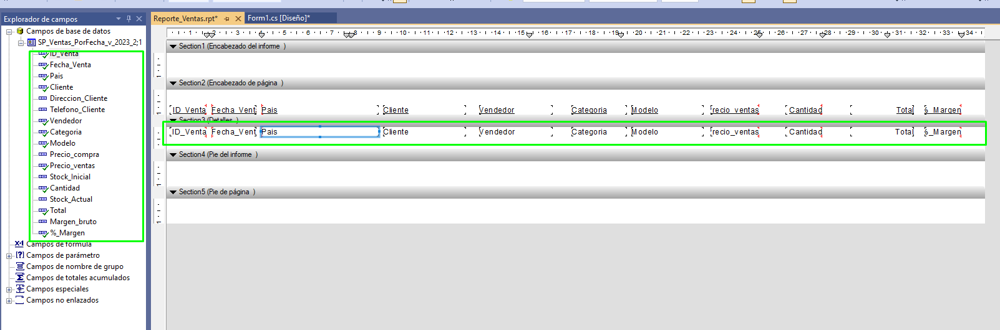 Explorador de campos
Reporte_Ventas.rpt*
Form1.cs [Diseño]*
Campos de base de datos
SP_Ventas_PorFecha_v_2023_2;1
ID_Venta
Fecha_Venta
Pais
Cliente
Direccion_Cliente
Telefono_Cliente
Vendedor
Categoria
Modelo
Precio_compra
Precio_ventas
Stock_Inicial
Cantidad
Stock_Actual
Total
Margen_bruto
%_Margen
Campos de fórmula
Campos de parámetro
Campos de nombre de grupo
Campos de totales acumulados
Campos especiales
Campos no enlazados
1 2 3 4 5 6 7 8 9 10 11 12 13 14 15 16 17 18 19 20 21 22 23 24 25 26 27 28 29 30 31 32 33 34
Section1 (Encabezado del informe )
Section2 (Encabezado de página )
ID_Venta Fecha_Vent Pais Cliente Vendedor Categoria Modelo recio_ventas Cantidad Total %_Margen
Section3 (Detalles )
ID_Venta Fecha_Vent Pais Cliente Vendedor Categoria Modelo recio_ventas Cantidad Total %_Margen
Section4 (Pie del informe )
Section5 (Pie de página )